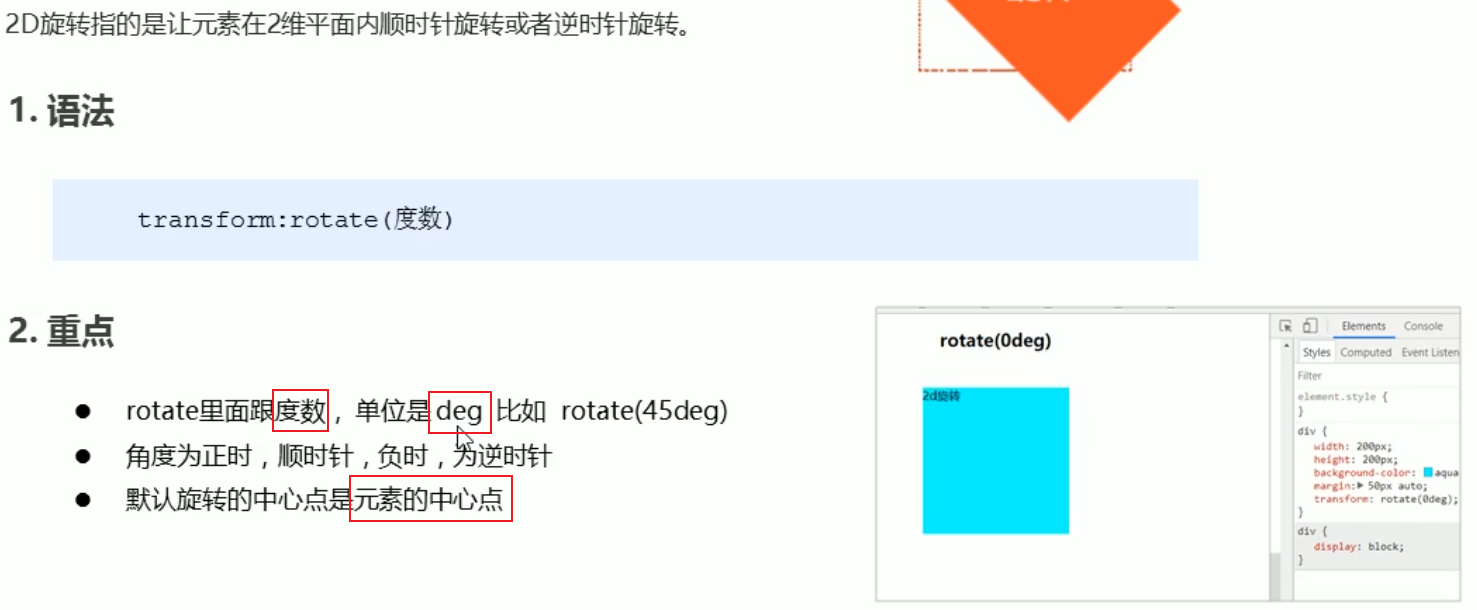 2D旋转指的是让元素在2维平面内顺时针旋转或者逆时针旋转。
1. 语法
transform:rotate(度数)
2. 重点
rotate里面跟度数，单位是 deg 比如 rotate(45deg)
角度为正时，顺时针，负时，为逆时针
默认旋转的中心点是元素的中心点
rotate(0deg)
2d旋转
Elements Console
Styles Computed Event Listen
Filter
element.style {
}
div {
width: 200px;
height: 200px;
background-color: aqua
margin: 50px auto;
transform: rotate(0deg);
}
div {
display: block;
}